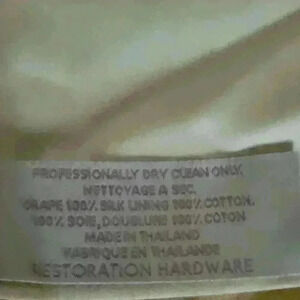 PROFESSIONALLY DRY CLEAN ONLY.
NETTOYAGE A SEC.
DRAPE 100% SILK LINING 100% COTTON.
100% SOIE, DOUBLURE 100% COTON
MADE IN THAILAND
FABRIQUE EN THAILANDE
RESTORATION HARDWARE